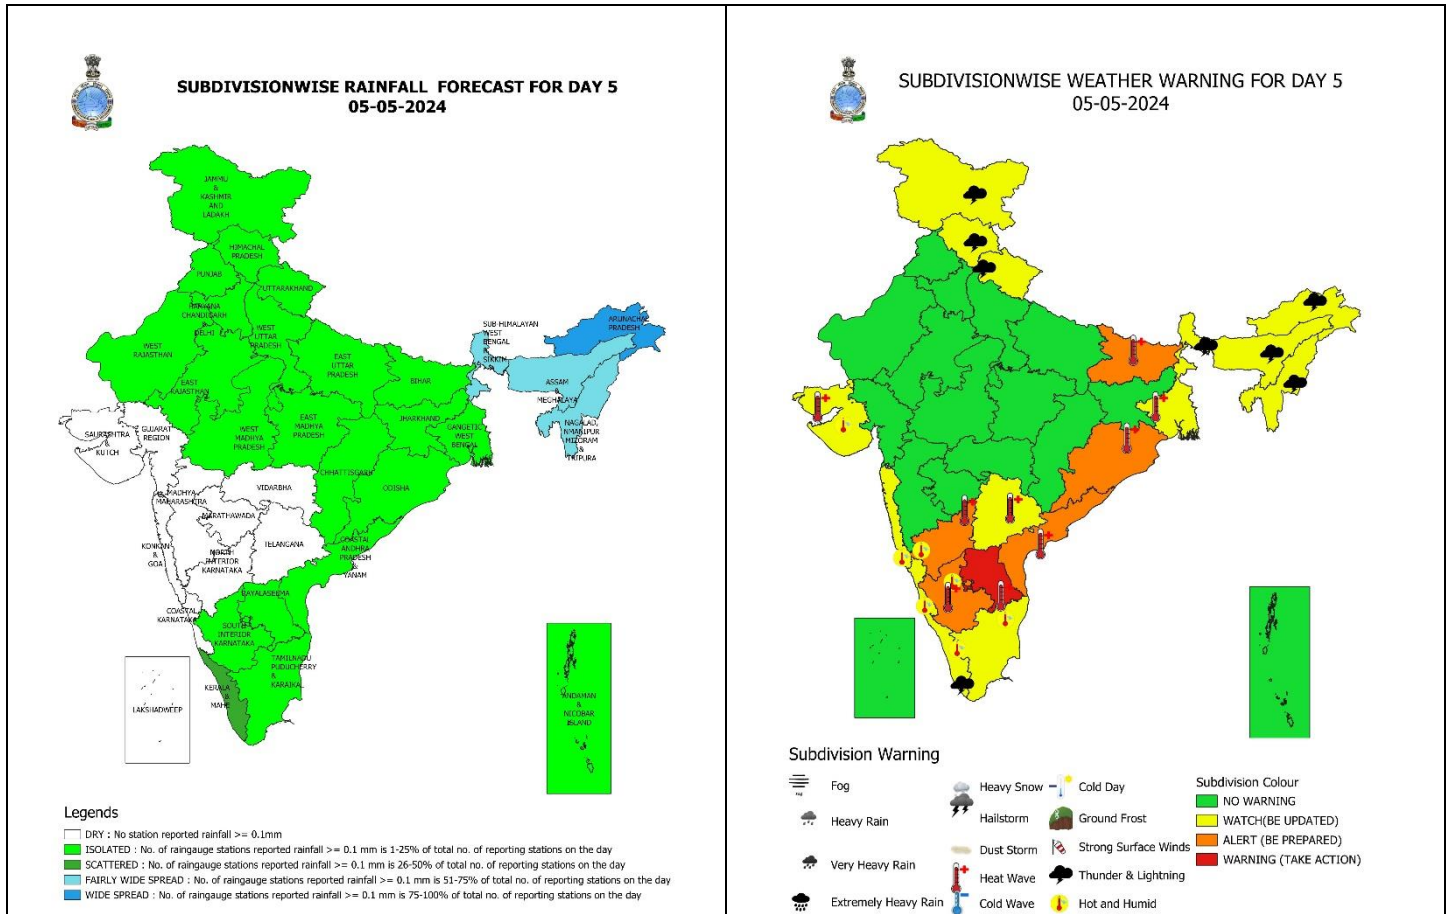 SUBDIVISIONWISE RAINFALL FORECAST FOR DAY 5
05-05-2024
JAMMU
&
KASHMIR
AND
LADAKH
HIMACHAL
PRADESH
PUNJAB
UTTARAKHAND
HARYANA
CHANDIGARH
&
DELHI
WEST
UTTAR
PRADESH
WEST
RAJASTHAN
EAST
RAJASTHAN
EAST
UTTAR
PRADESH
BIHAR
SUB-HIMALAYAN
WEST
BENGAL
&
SIKKIM
ARUNACHAL
PRADESH
ASSAM
&
MEGHALAYA
NAGALAD,
NMANIPUR
MIZORAM
&
TRIPURA
JHARKHAND
GANGETIC
WEST
BENGAL
WEST
MADHYA
PRADESH
EAST
MADHYA
PRADESH
SAURASHTRA
&
KUTCH
GUJARAT
REGION
CHHATTISGARH
ODISHA
VIDARBHA
MADHYA
MAHARASHTRA
MARATHAWADA
TELANGANA
KONKAN
&
GOA
NORTH
INTERIOR
KARNATAKA
COASTAL
ANDHRA
PRADESH
&
YANAM
RAYALASEEMA
COASTAL
KARNATAKA
SOUTH
INTERIOR
KARNATAKA
TAMILNADU
PUDUCHERRY
&
KARAIKAL
KERALA
&
MAHE
LAKSHADWEEP
ANDAMAN
&
NICOBAR
ISLAND
Legends
DRY : No station reported rainfall >= 0.1mm
ISOLATED : No. of raingauge stations reported rainfall >= 0.1 mm is 1-25% of total no. of reporting stations on the day
SCATTERED : No. of raingauge stations reported rainfall >= 0.1 mm is 26-50% of total no. of reporting stations on the day
FAIRLY WIDE SPREAD : No. of raingauge stations reported rainfall >= 0.1 mm is 51-75% of total no. of reporting stations on the day
WIDE SPREAD : No. of raingauge stations reported rainfall >= 0.1 mm is 75-100% of total no. of reporting stations on the day
SUBDIVISIONWISE WEATHER WARNING FOR DAY 5
05-05-2024
Subdivision Warning
Fog
Heavy Rain
Very Heavy Rain
Extremely Heavy Rain
Heavy Snow
Hailstorm
Dust Storm
Heat Wave
Cold Wave
Cold Day
Ground Frost
Strong Surface Winds
Thunder & Lightning
Hot and Humid
Subdivision Colour
NO WARNING
WATCH(BE UPDATED)
ALERT (BE PREPARED)
WARNING (TAKE ACTION)